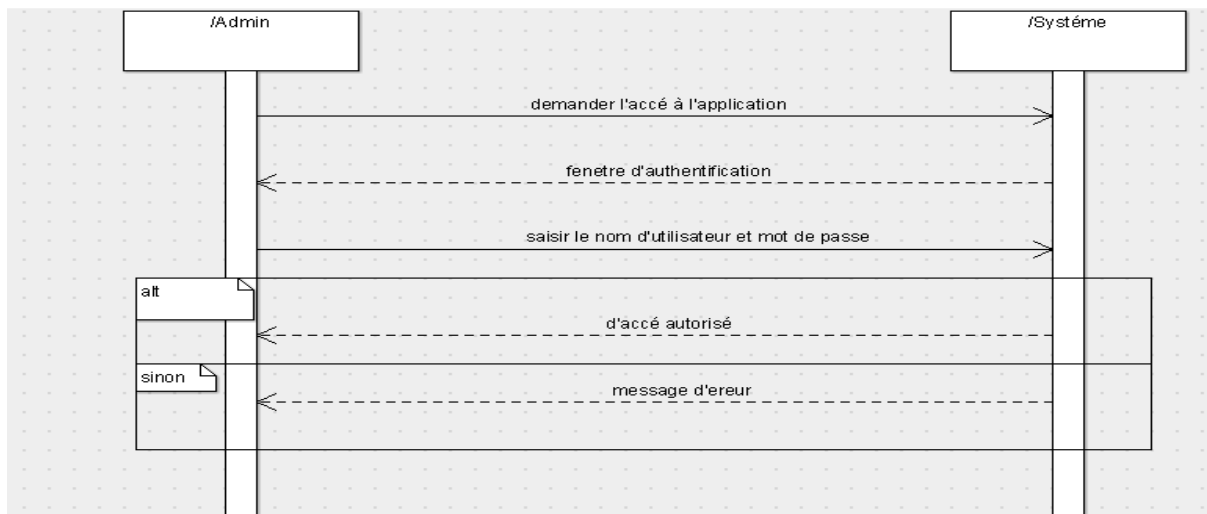 /Admin
/Systéme
demander l'accé à l'application
fenetre d'authentification
saisir le nom d'utilisateur et mot de passe
alt
d'accé autorisé
sinon
message d'ereur